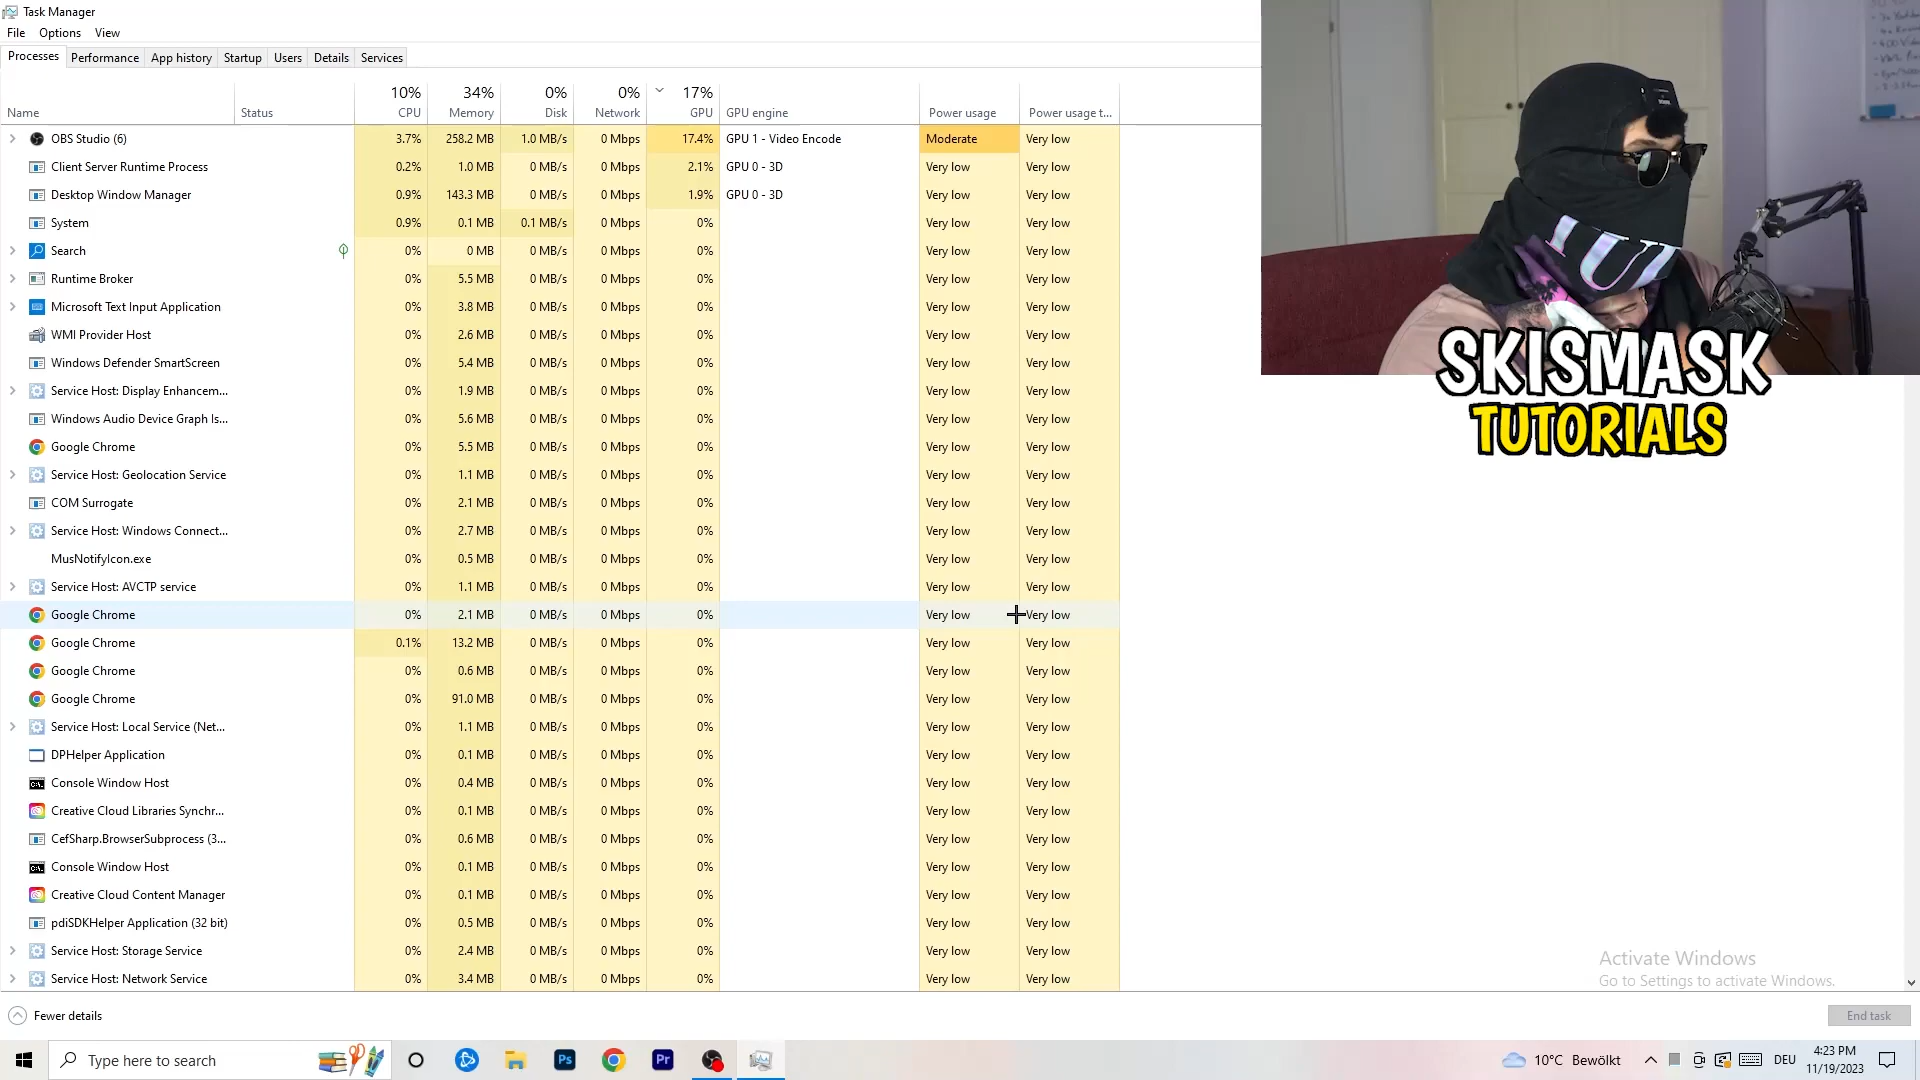 Task Manager
File Options View
Processes Performance App history Startup Users Details Services
10% 34% 0% 0% 17%
Name Status CPU Memory Disk Network GPU GPU engine Power usage Power usage t...
OBS Studio (6) 3.7% 258.2 MB 1.0 MB/s 0 Mbps 17.4% GPU 1 - Video Encode Moderate Very low
Client Server Runtime Process 0.2% 1.0 MB 0 MB/s 0 Mbps 2.1% GPU 0 - 3D Very low Very low
Desktop Window Manager 0.9% 143.3 MB 0 MB/s 0 Mbps 1.9% GPU 0 - 3D Very low Very low
System 0.9% 0.1 MB 0.1 MB/s 0 Mbps 0% Very low Very low
Search 0% 0 MB 0 MB/s 0 Mbps 0% Very low Very low
Runtime Broker 0% 5.5 MB 0 MB/s 0 Mbps 0% Very low Very low
Microsoft Text Input Application 0% 3.8 MB 0 MB/s 0 Mbps 0% Very low Very low
WMI Provider Host 0% 2.6 MB 0 MB/s 0 Mbps 0% Very low Very low
Windows Defender SmartScreen 0% 5.4 MB 0 MB/s 0 Mbps 0% Very low Very low
Service Host: Display Enhancem... 0% 1.9 MB 0 MB/s 0 Mbps 0% Very low Very low
Windows Audio Device Graph Is... 0% 5.6 MB 0 MB/s 0 Mbps 0% Very low Very low
Google Chrome 0% 5.5 MB 0 MB/s 0 Mbps 0% Very low Very low
Service Host: Geolocation Service 0% 1.1 MB 0 MB/s 0 Mbps 0% Very low Very low
COM Surrogate 0% 2.1 MB 0 MB/s 0 Mbps 0% Very low Very low
Service Host: Windows Connect... 0% 2.7 MB 0 MB/s 0 Mbps 0% Very low Very low
MusNotifyIcon.exe 0% 0.5 MB 0 MB/s 0 Mbps 0% Very low Very low
Service Host: AVCTP service 0% 1.1 MB 0 MB/s 0 Mbps 0% Very low Very low
Google Chrome 0% 2.1 MB 0 MB/s 0 Mbps 0% Very low Very low
Google Chrome 0.1% 13.2 MB 0 MB/s 0 Mbps 0% Very low Very low
Google Chrome 0% 0.6 MB 0 MB/s 0 Mbps 0% Very low Very low
Google Chrome 0% 91.0 MB 0 MB/s 0 Mbps 0% Very low Very low
Service Host: Local Service (Net... 0% 1.1 MB 0 MB/s 0 Mbps 0% Very low Very low
DPHelper Application 0% 0.1 MB 0 MB/s 0 Mbps 0% Very low Very low
Console Window Host 0% 0.4 MB 0 MB/s 0 Mbps 0% Very low Very low
Creative Cloud Libraries Synchr... 0% 0.1 MB 0 MB/s 0 Mbps 0% Very low Very low
CefSharp.BrowserSubprocess (3... 0% 0.6 MB 0 MB/s 0 Mbps 0% Very low Very low
Console Window Host 0% 0.1 MB 0 MB/s 0 Mbps 0% Very low Very low
Creative Cloud Content Manager 0% 0.1 MB 0 MB/s 0 Mbps 0% Very low Very low
pdiSDKHelper Application (32 bit) 0% 0.5 MB 0 MB/s 0 Mbps 0% Very low Very low
Service Host: Storage Service 0% 2.4 MB 0 MB/s 0 Mbps 0% Very low Very low
Service Host: Network Service 0% 3.4 MB 0 MB/s 0 Mbps 0% Very low Very low
SKISMASK
TUTORIALS
Activate Windows
Go to Settings to activate Windows.
Fewer details
End task
Type here to search
Ps
Pr
10°C Bewölkt
DEU
4:23 PM
11/19/2023